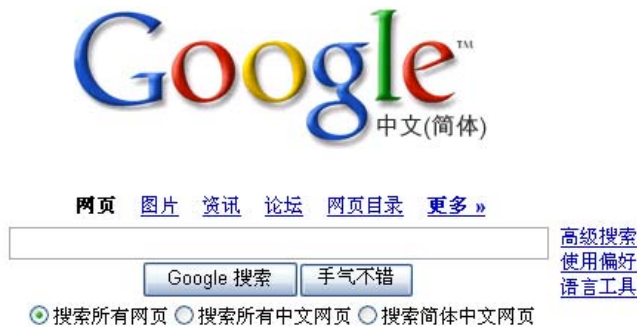 Google™
中文(简体)
网页 图片 资讯 论坛 网页目录 更多 »
高级搜索
使用偏好
语言工具
Google 搜索 手气不错
搜索所有网页 搜索所有中文网页 搜索简体中文网页